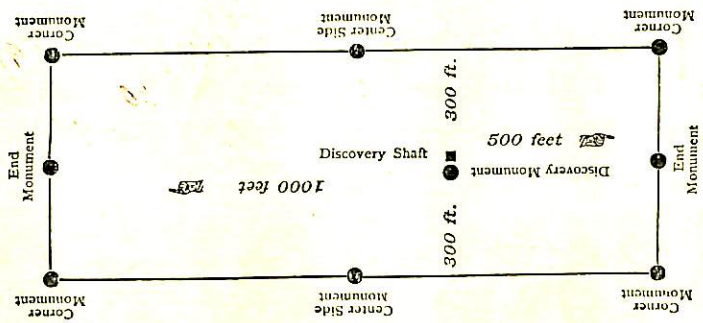 Corner
Monument
Center Side
Monument
Corner
Monument
End
Monument
300 ft.
500 feet
Discovery Shaft
Discovery Monument
1000 feet
300 ft.
End
Monument
Corner
Monument
Center Side
Monument
Corner
Monument